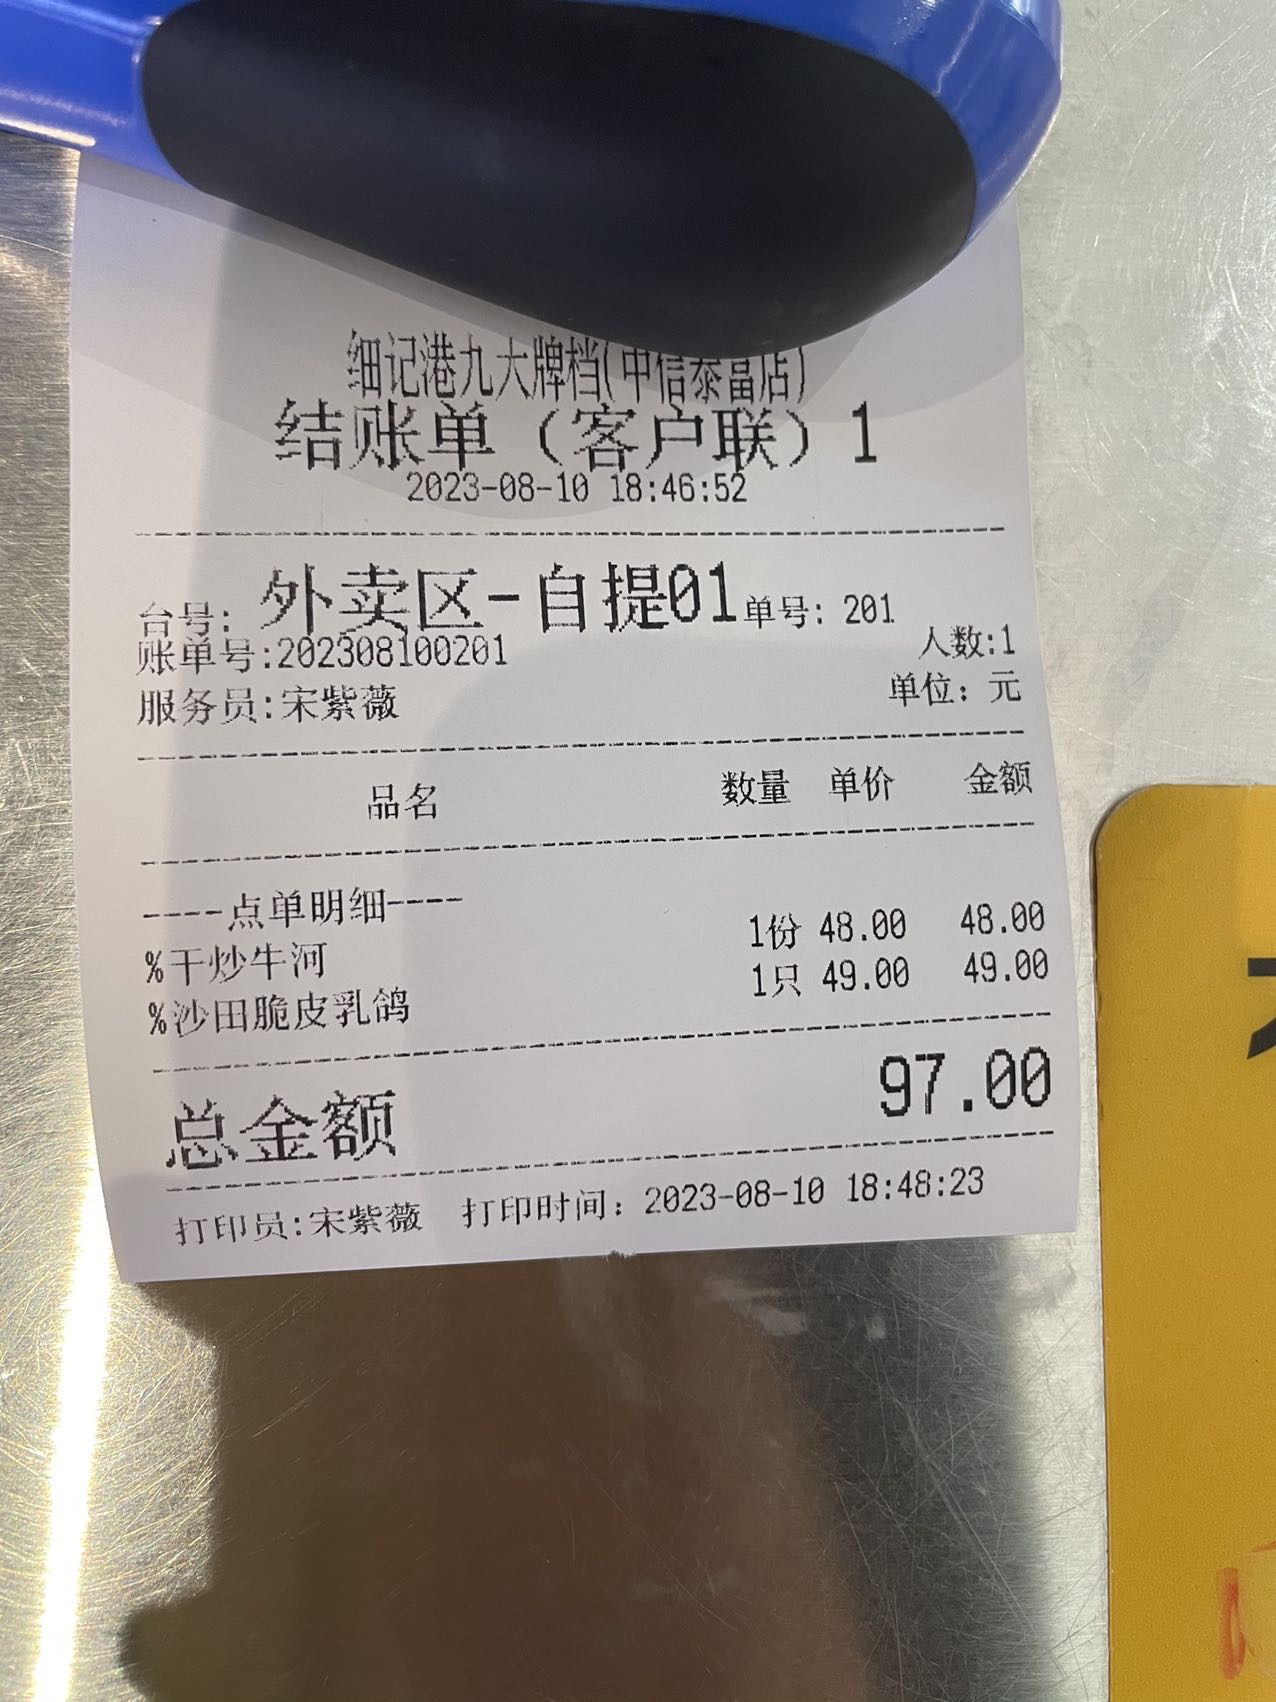 细记港九大牌档(中信泰富店)
结账单（客户联）1
2023-08-10 18:46:52
台号: 外卖区-自提01 单号: 201
账单号:202308100201 人数:1
服务员:宋紫薇 单位: 元
品名 数量 单价 金额
----点单明细----
%干炒牛河 1份 48.00 48.00
%沙田脆皮乳鸽 1只 49.00 49.00
总金额 97.00
打印员:宋紫薇 打印时间: 2023-08-10 18:48:23